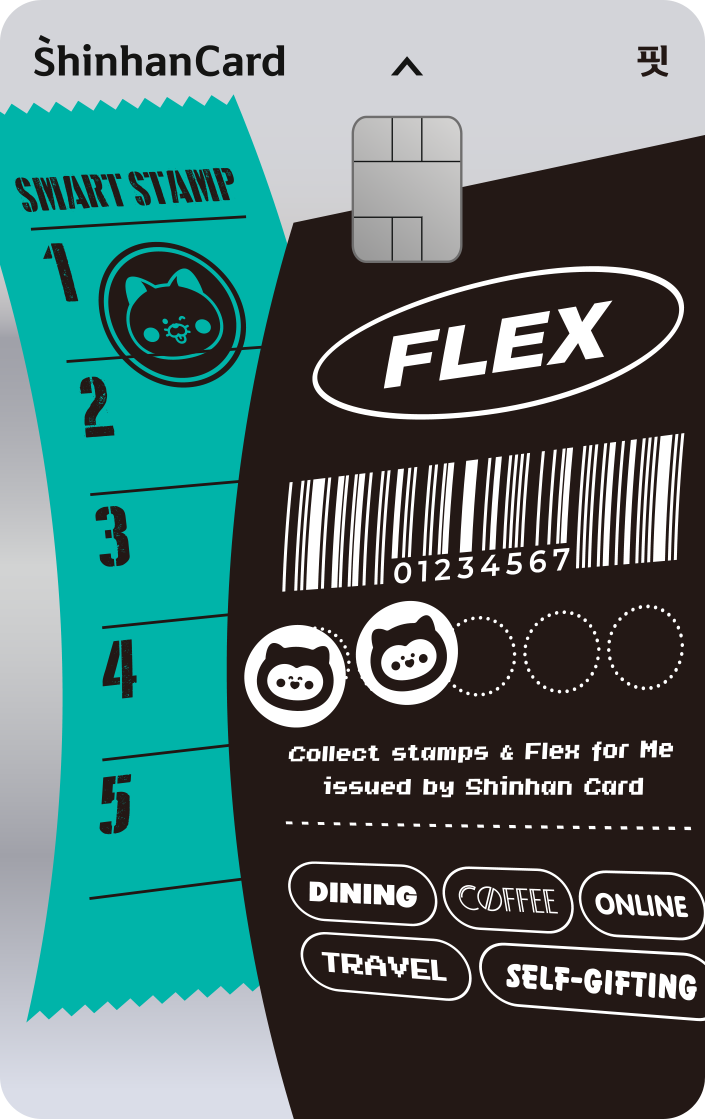 ShinhanCard
핏
SMART STAMP
1
2
3
4
5
FLEX
01234567
Collect stamps & Flex for Me
issued by Shinhan Card
DINING
COFFEE
ONLINE
TRAVEL
SELF-GIFTING